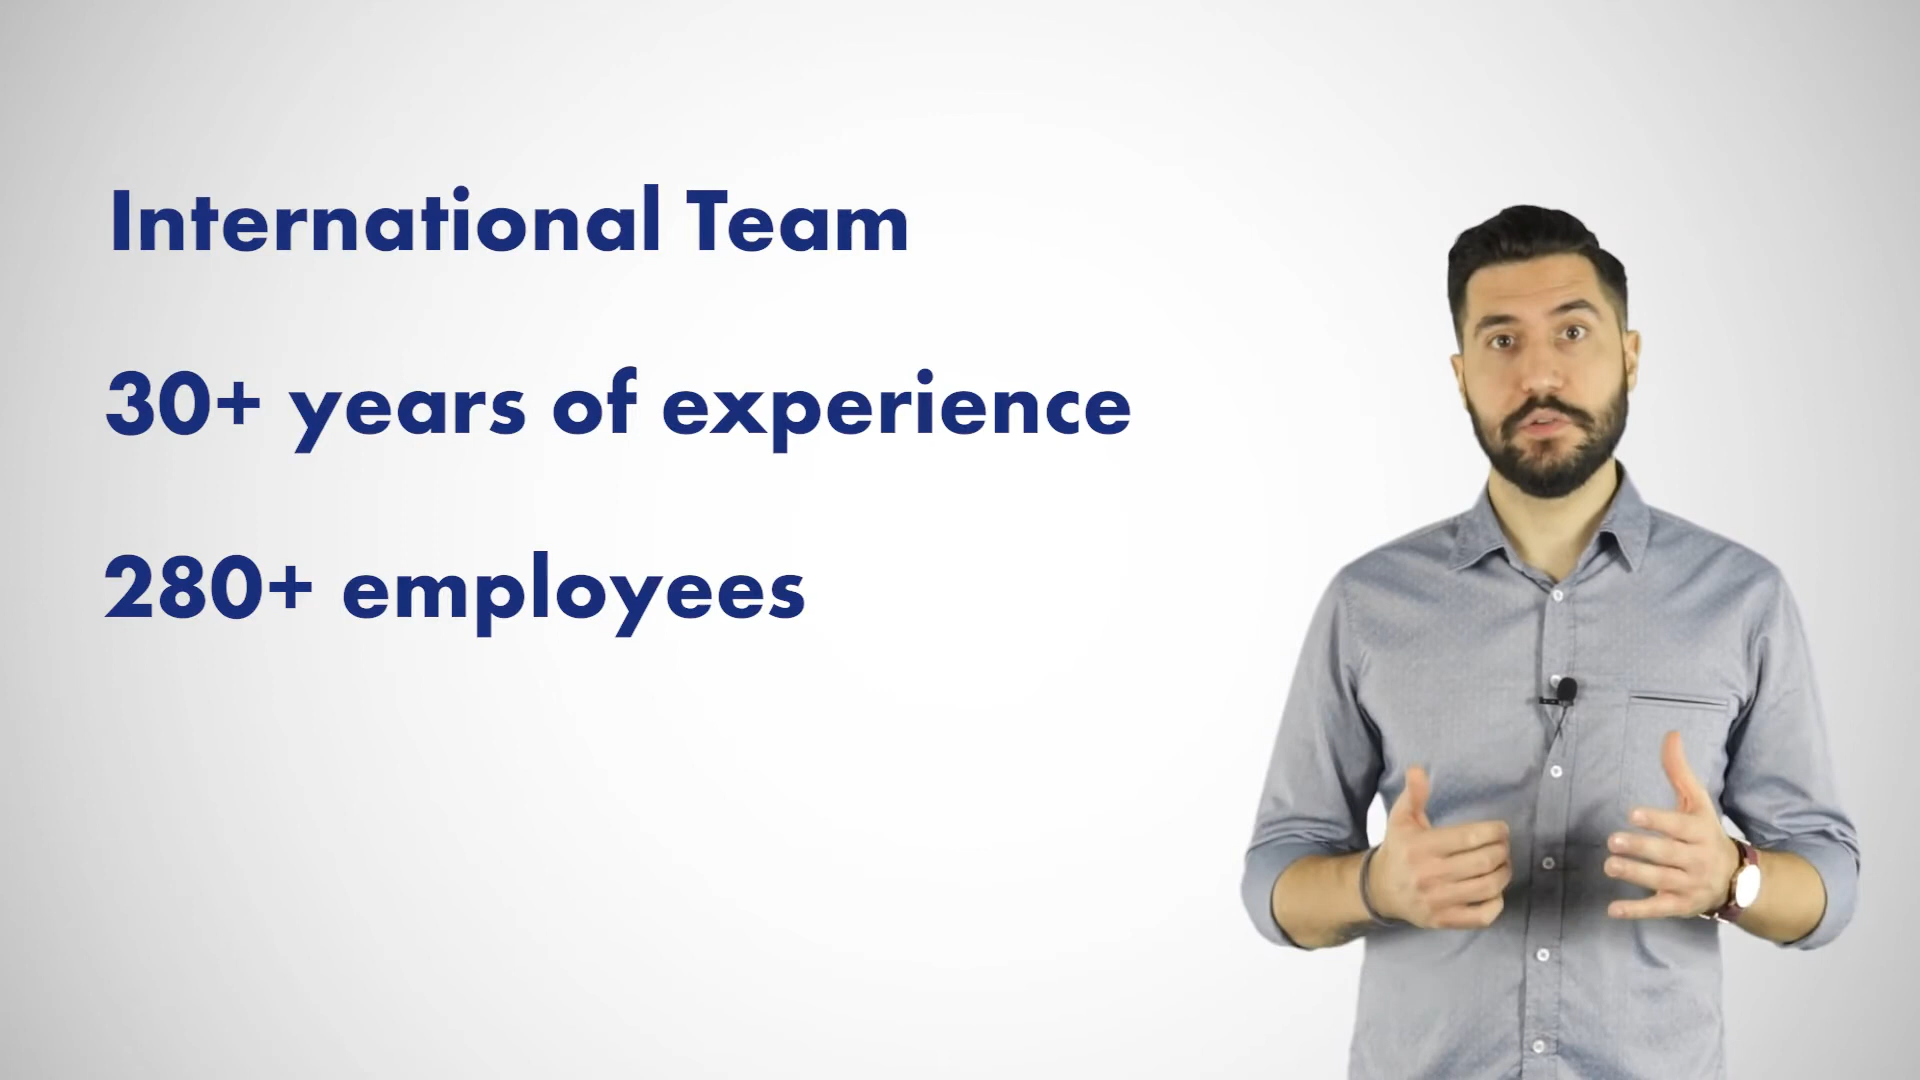 International Team
30+ years of experience
280+ employees